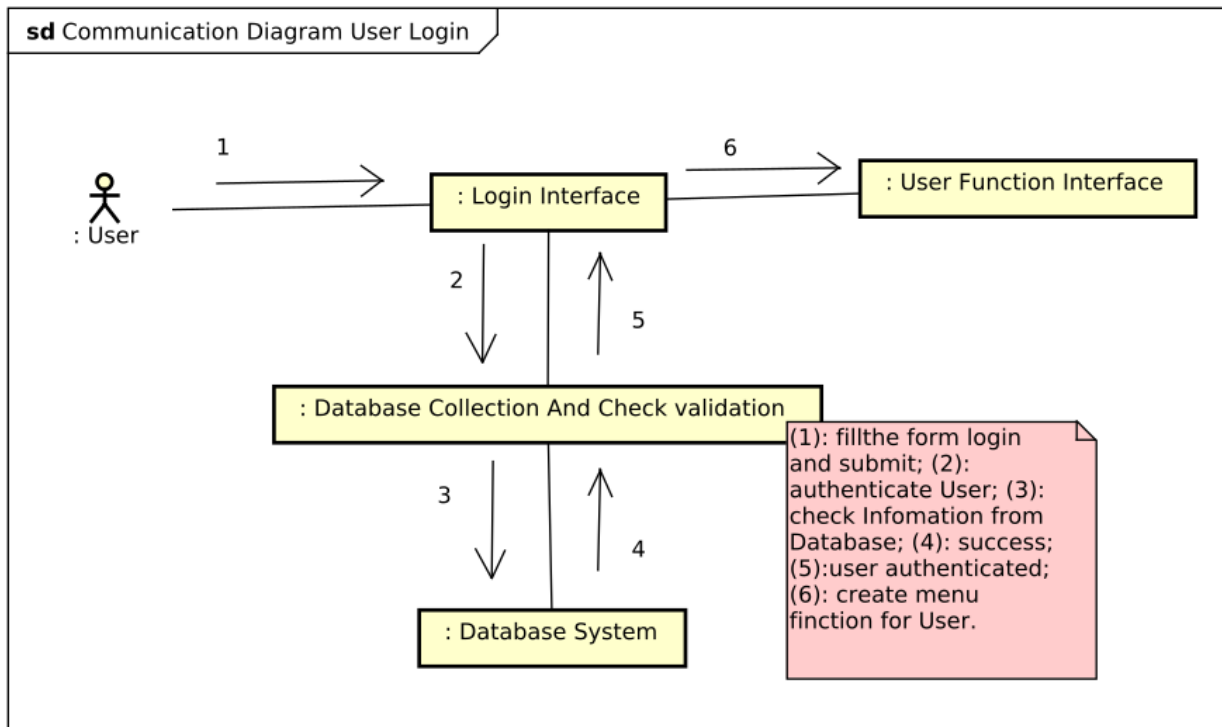 sd Communication Diagram User Login
1
6
: User
: Login Interface
: User Function Interface
2
5
: Database Collection And Check validation
3
4
: Database System
(1): fillthe form login
and submit; (2):
authenticate User; (3):
check Infomation from
Database; (4): success;
(5):user authenticated;
(6): create menu
finction for User.